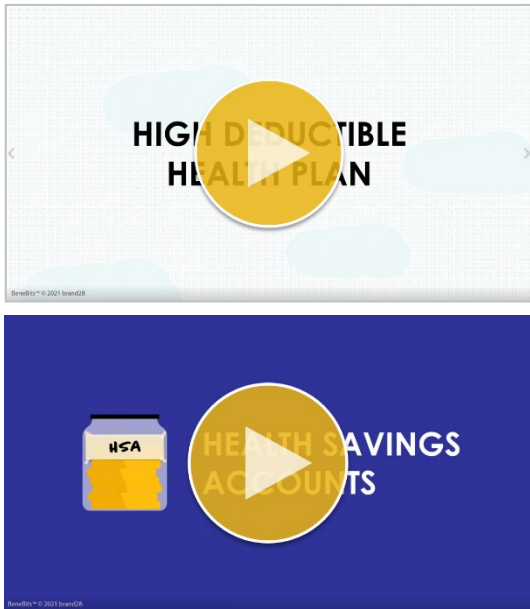 HIGH DEDUCTIBLE
HEALTH PLAN
BeneBits™ © 2021 brand28
HSA
HEALTH SAVINGS
ACCOUNTS
BeneBits™ © 2021 brand28